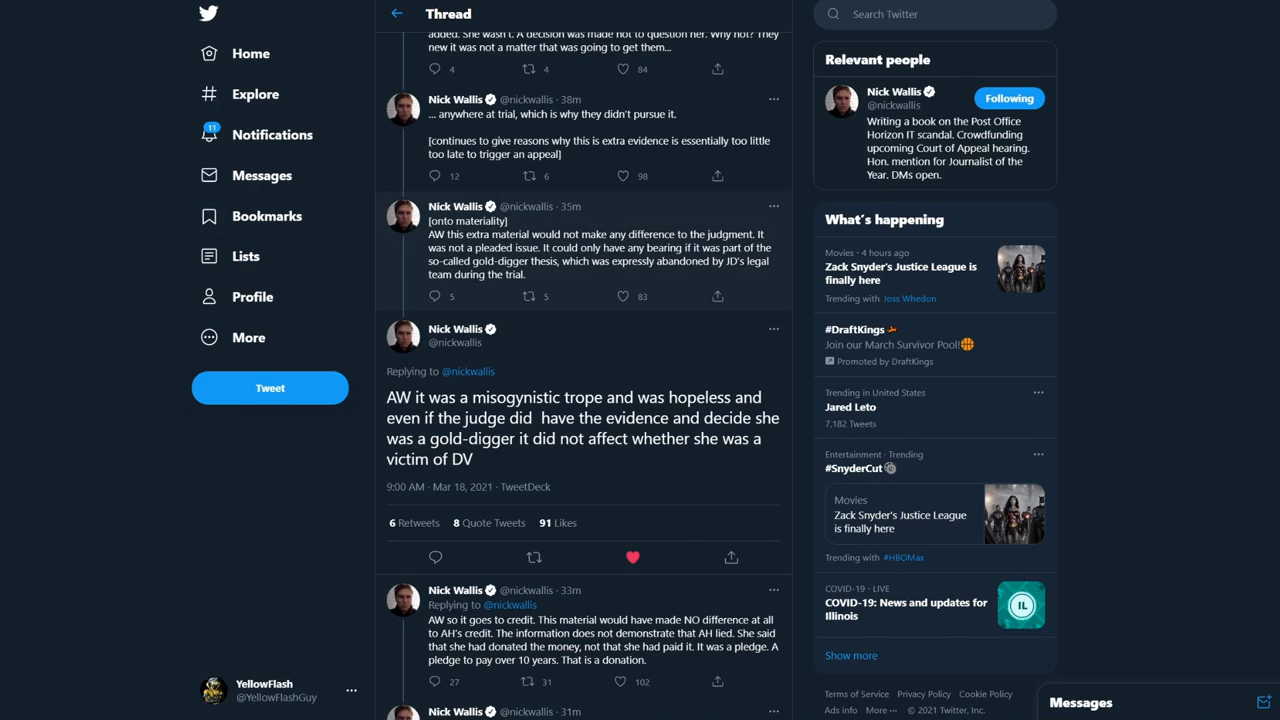 Home
Explore
11
Notifications
Messages
Bookmarks
Lists
Profile
More
Tweet
YellowFlash
@YellowFlashGuy
Thread
added. She wasn't. A decision was made not to question her. Why not? They
new it was not a matter that was going to get them...
4 4 84
Nick Wallis @nickwallis · 38m
... anywhere at trial, which is why they didn't pursue it.
[continues to give reasons why this is extra evidence is essentially too little
too late to trigger an appeal]
12 6 98
Nick Wallis @nickwallis · 35m
[onto materiality]
AW this extra material would not make any difference to the judgment. It
was not a pleaded issue. It could only have any bearing if it was part of the
so-called gold-digger thesis, which was expressly abandoned by JD's legal
team during the trial.
5 5 83
Nick Wallis
@nickwallis
Replying to @nickwallis
AW it was a misogynistic trope and was hopeless and
even if the judge did  have the evidence and decide she
was a gold-digger it did not affect whether she was a
victim of DV
9:00 AM · Mar 18, 2021 · TweetDeck
6 Retweets 8 Quote Tweets 91 Likes
Nick Wallis @nickwallis · 33m
Replying to @nickwallis
AW so it goes to credit. This material would have made NO difference at all
to AH's credit. The information does not demonstrate that AH lied. She said
that she had donated the money, not that she had paid it. It was a pledge. A
pledge to pay over 10 years. That is a donation.
27 31 102
Nick Wallis @nickwallis · 31m
Search Twitter
Relevant people
Nick Wallis
@nickwallis
Following
Writing a book on the Post Office
Horizon IT scandal. Crowdfunding
upcoming Court of Appeal hearing.
Hon. mention for Journalist of the
Year. DMs open.
What's happening
Movies · 4 hours ago
Zack Snyder's Justice League is
finally here
Trending with Joss Whedon
#DraftKings
Join our March Survivor Pool!
Promoted by DraftKings
Trending in United States
Jared Leto
7,182 Tweets
Entertainment · Trending
#SnyderCut
Movies
Zack Snyder's Justice League
is finally here
Trending with #HBOMax
COVID-19 · LIVE
COVID-19: News and updates for
Illinois
IL
Show more
Terms of Service Privacy Policy Cookie Policy
Ad info More ··· © 2021 Twitter, Inc.
Messages